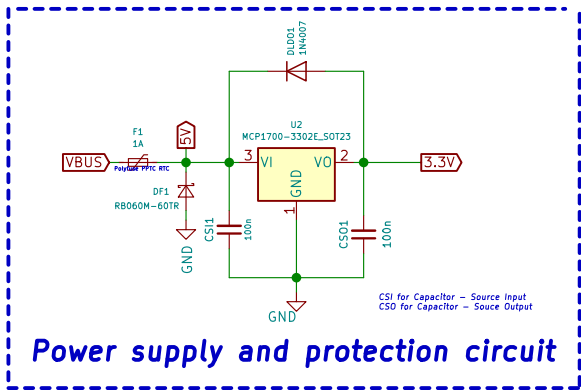 DLDO1
1N4007
F1
1A
5V
U2
MCP1700-3302E_SOT23
VBUS
Polyfuse PPTC RTC
3
VI
VO
2
3.3V
GND
1
DF1
RB060M-60TR
GND
CSI1
100n
CSO1
100n
GND
CSI for Capacitor - Source Input
CSO for Capacitor - Souce Output
Power supply and protection circuit